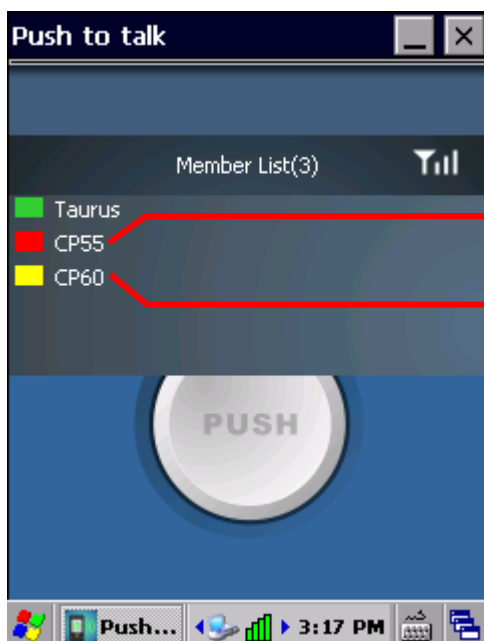 Push to talk
Member List(3)
Taurus
CP55
CP60
PUSH
Push... 3:17 PM